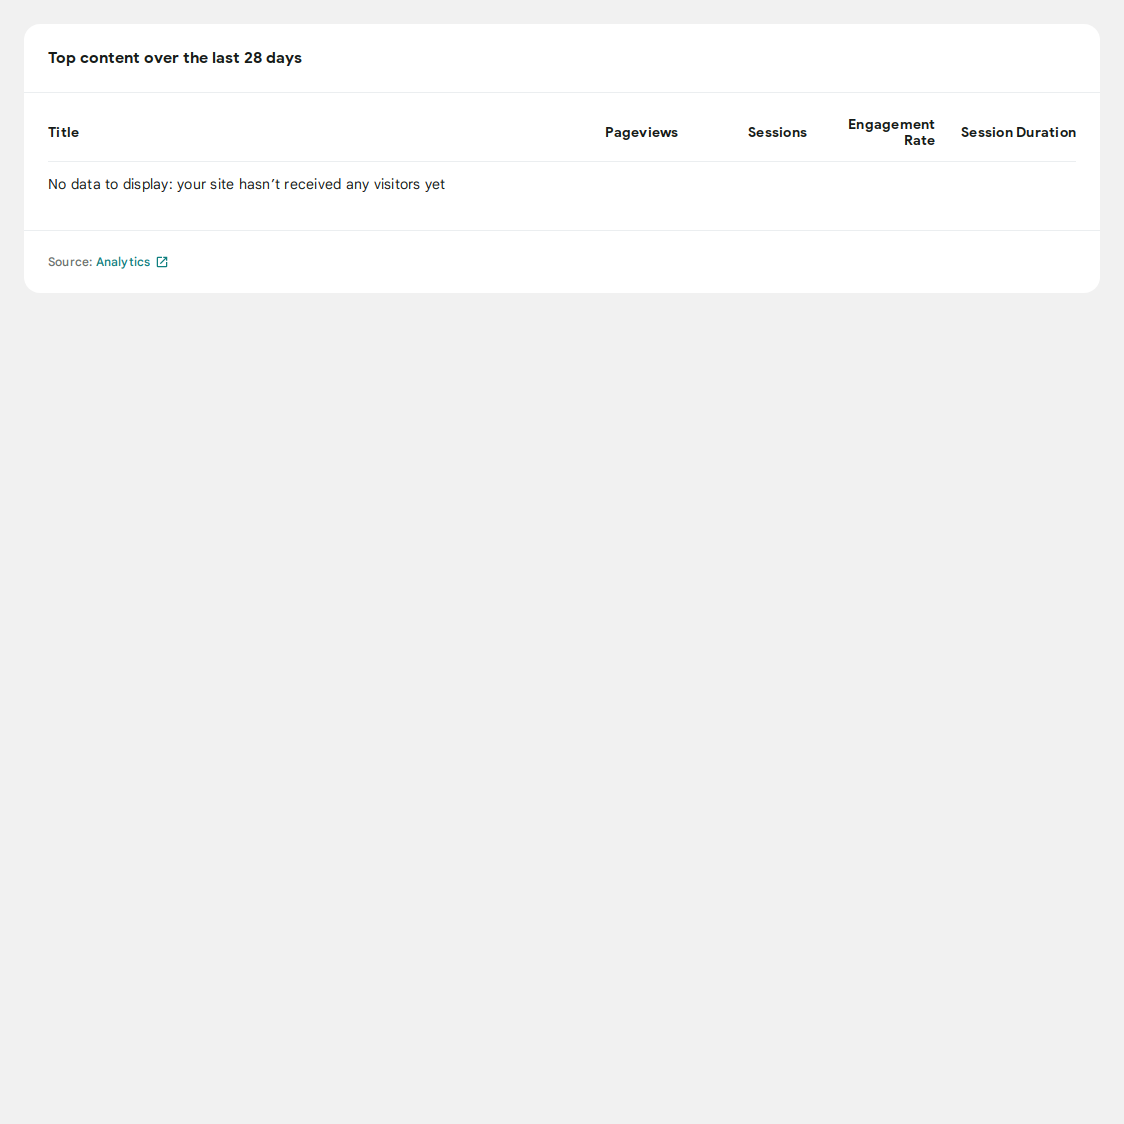 Top content over the last 28 days
Title Pageviews Sessions Engagement Rate Session Duration
No data to display: your site hasn’t received any visitors yet
Source: Analytics